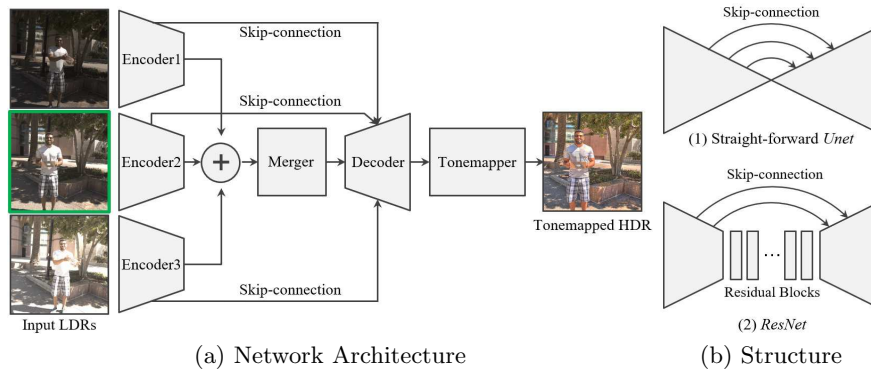 Skip-connection
Encoder1
Skip-connection
Encoder2
+
Merger
Decoder
Tonemapper
Tonemapped HDR
Encoder3
Skip-connection
Input LDRs
(a) Network Architecture
Skip-connection
(1) Straight-forward Unet
Skip-connection
...
Residual Blocks
(2) ResNet
(b) Structure